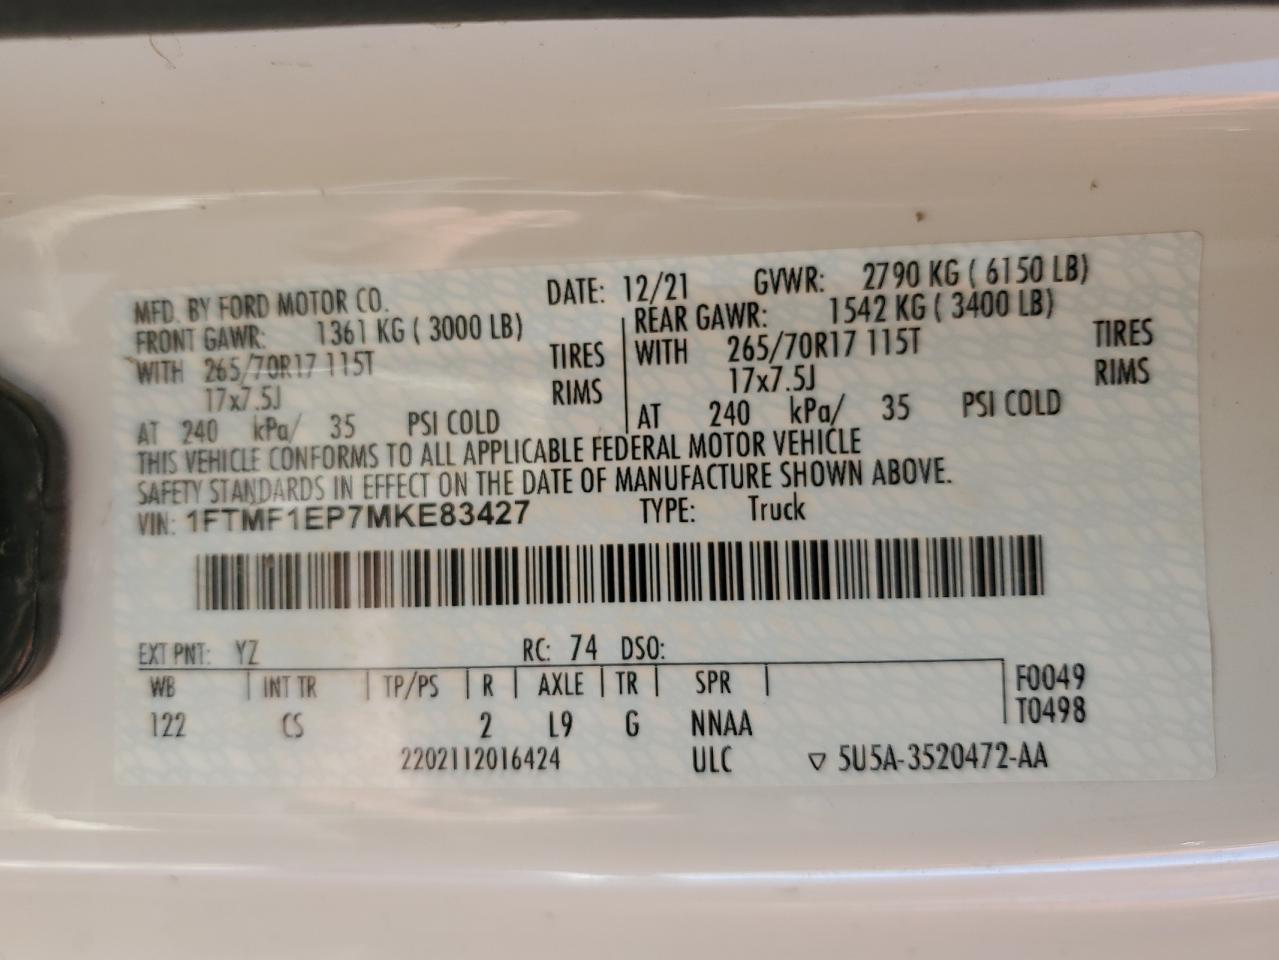 MFD. BY FORD MOTOR CO. DATE: 12/21 GVWR: 2790 KG ( 6150 LB)
FRONT GAWR: 1361 KG ( 3000 LB) REAR GAWR: 1542 KG ( 3400 LB)
WITH 265/70R17 115T TIRES WITH 265/70R17 115T TIRES
17x7.5J RIMS 17x7.5J RIMS
AT 240 kPa/ 35 PSI COLD AT 240 kPa/ 35 PSI COLD
THIS VEHICLE CONFORMS TO ALL APPLICABLE FEDERAL MOTOR VEHICLE
SAFETY STANDARDS IN EFFECT ON THE DATE OF MANUFACTURE SHOWN ABOVE.
VIN: 1FTMF1EP7MKE83427 TYPE: Truck
EXT PNT: YZ RC: 74 DSO:
WB INT TR TP/PS R AXLE TR SPR F0049
122 CS 2 L9 G NNAA T0498
2202112016424 ULC ▽ 5U5A-3520472-AA